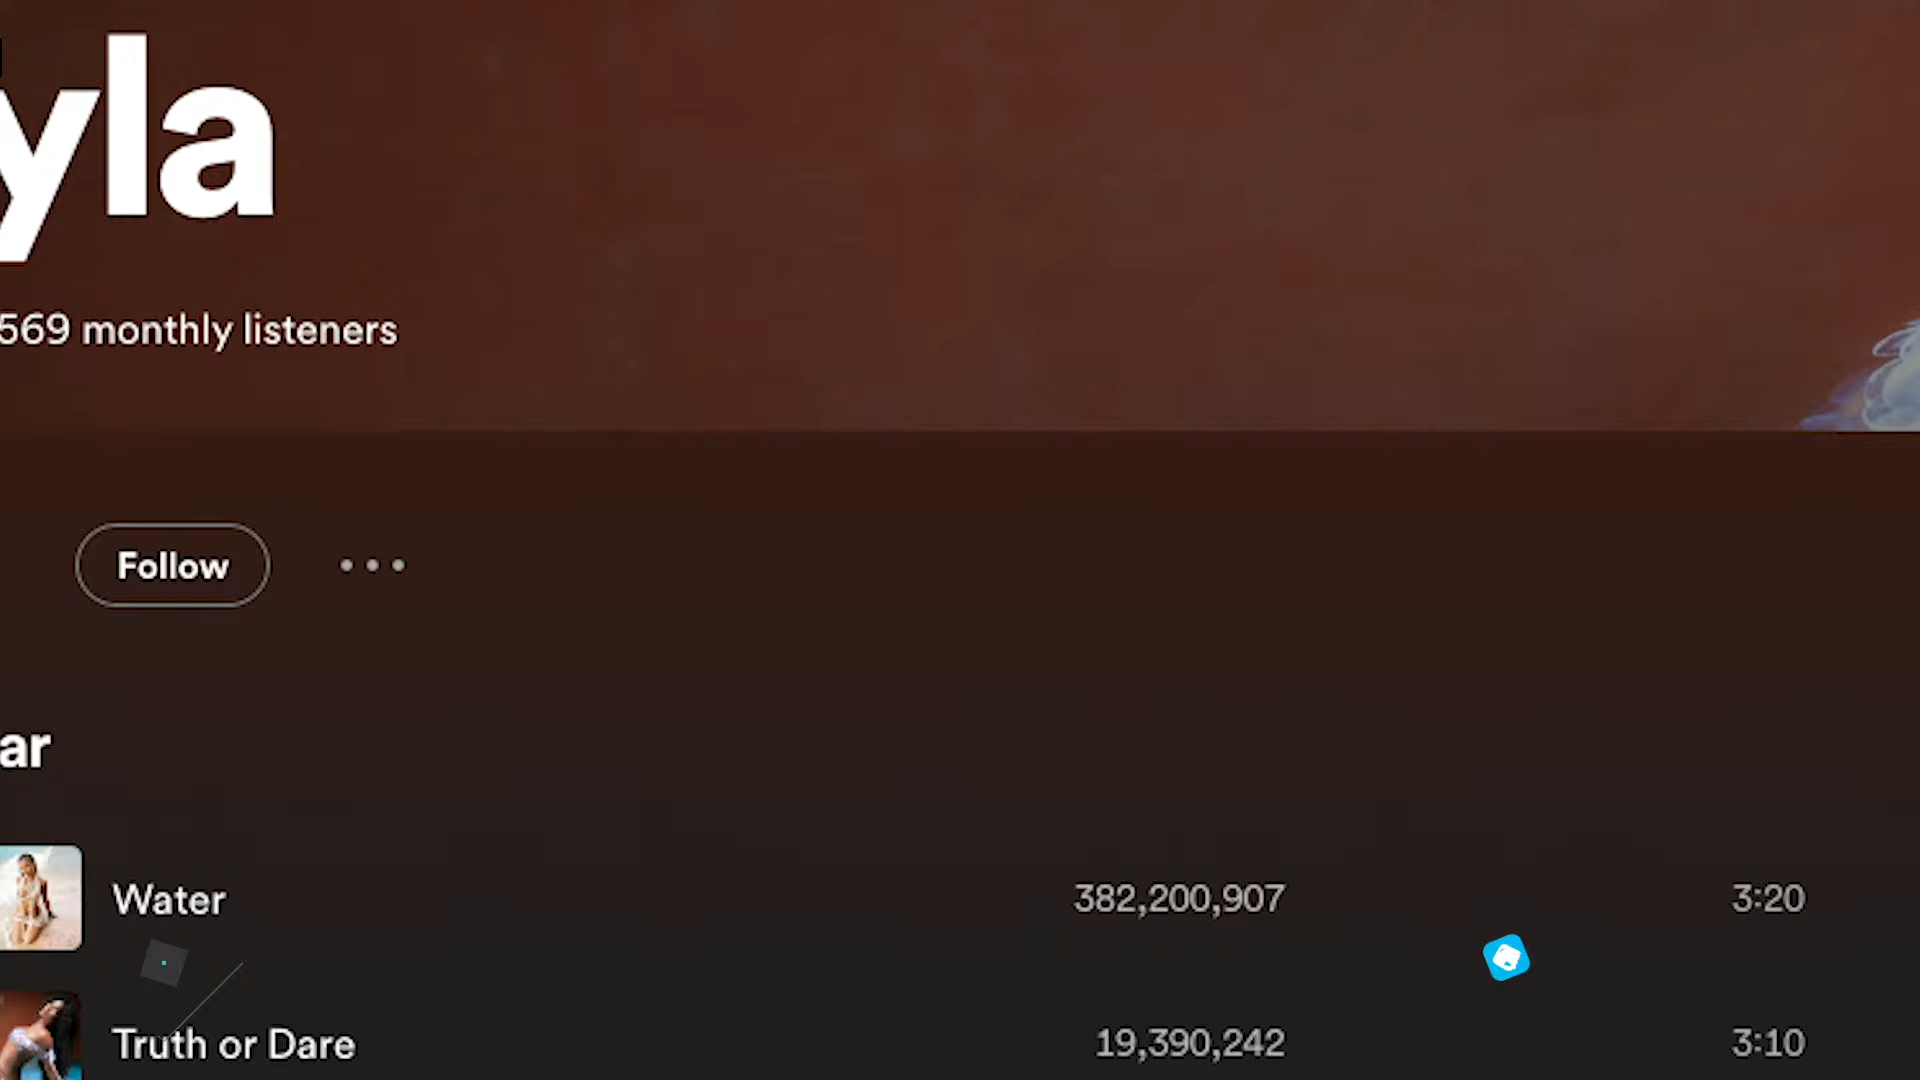 yla
569 monthly listeners
Follow
ar
Water 382,200,907 3:20
Truth or Dare 19,390,242 3:10